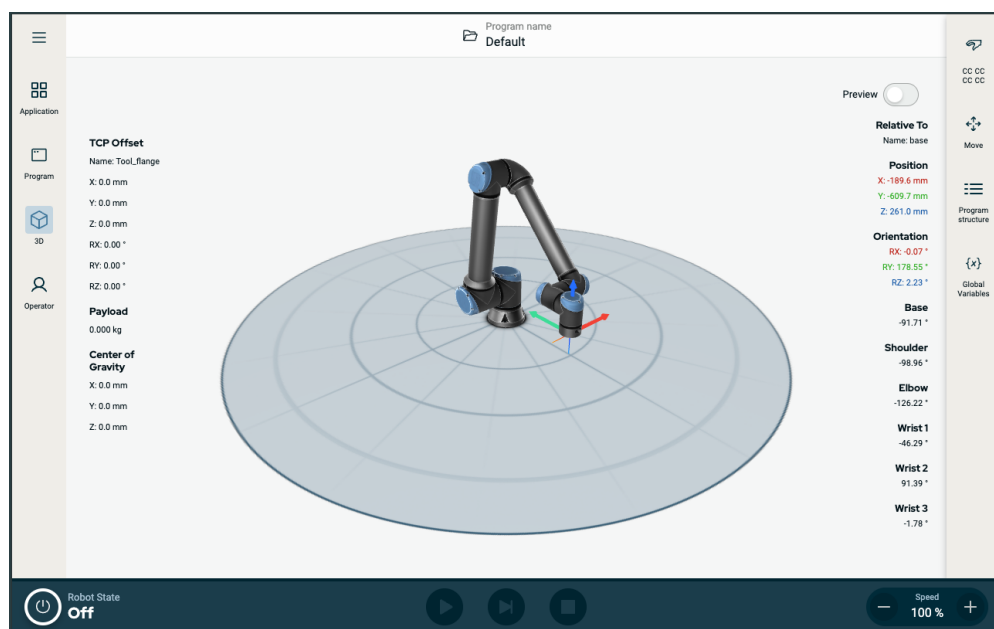 Program name
Default
Application
Program
3D
Operator
TCP Offset
Name: Tool_flange
X: 0.0 mm
Y: 0.0 mm
Z: 0.0 mm
RX: 0.00 °
RY: 0.00 °
RZ: 0.00 °
Payload
0.000 kg
Center of
Gravity
X: 0.0 mm
Y: 0.0 mm
Z: 0.0 mm
Preview
Relative To
Name: base
Position
X: -189.6 mm
Y: -609.7 mm
Z: 261.0 mm
Orientation
RX: -0.07 °
RY: 178.55 °
RZ: 2.23 °
Base
-91.71 °
Shoulder
-98.96 °
Elbow
-126.22 °
Wrist 1
-46.29 °
Wrist 2
91.39 °
Wrist 3
-1.78 °
CC CC
CC CC
Move
Program
structure
{x}
Global
Variables
Robot State
Off
Speed
100 %